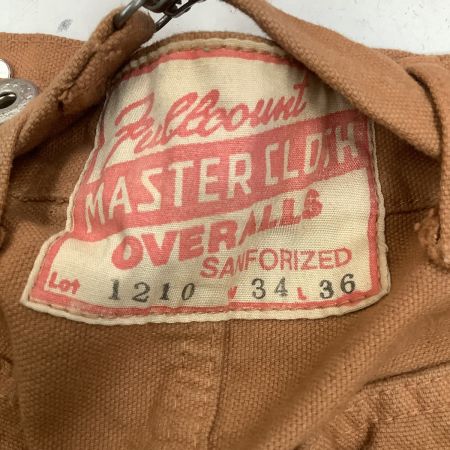 Fullcount
MASTER CLOTH
OVERALLS
SANFORIZED
Lot 1210 W 34 L 36